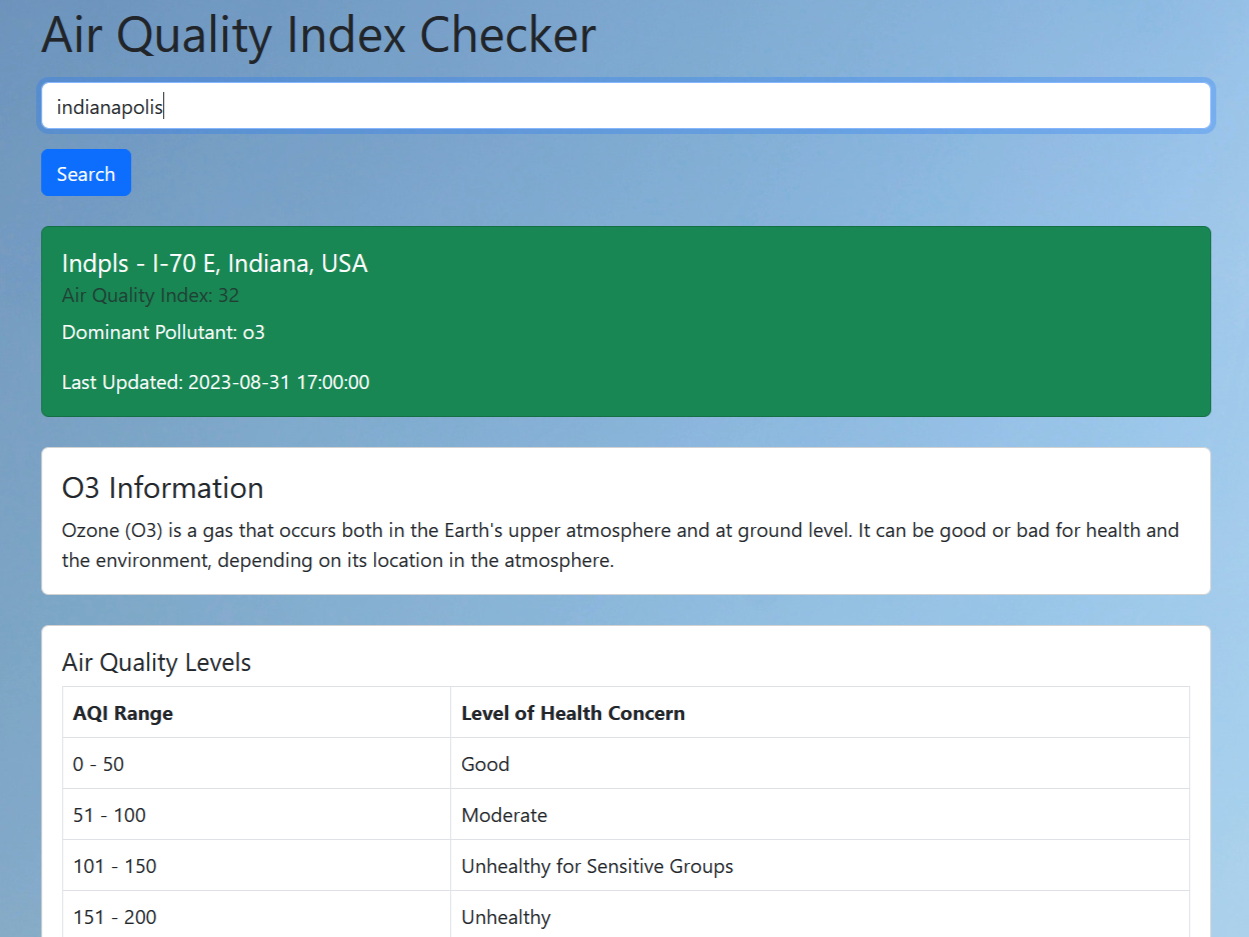 Air Quality Index Checker
indianapolis
Search
Indpls - I-70 E, Indiana, USA
Air Quality Index: 32
Dominant Pollutant: o3
Last Updated: 2023-08-31 17:00:00
O3 Information
Ozone (O3) is a gas that occurs both in the Earth's upper atmosphere and at ground level. It can be good or bad for health and
the environment, depending on its location in the atmosphere.
Air Quality Levels
AQI Range Level of Health Concern
0 - 50 Good
51 - 100 Moderate
101 - 150 Unhealthy for Sensitive Groups
151 - 200 Unhealthy